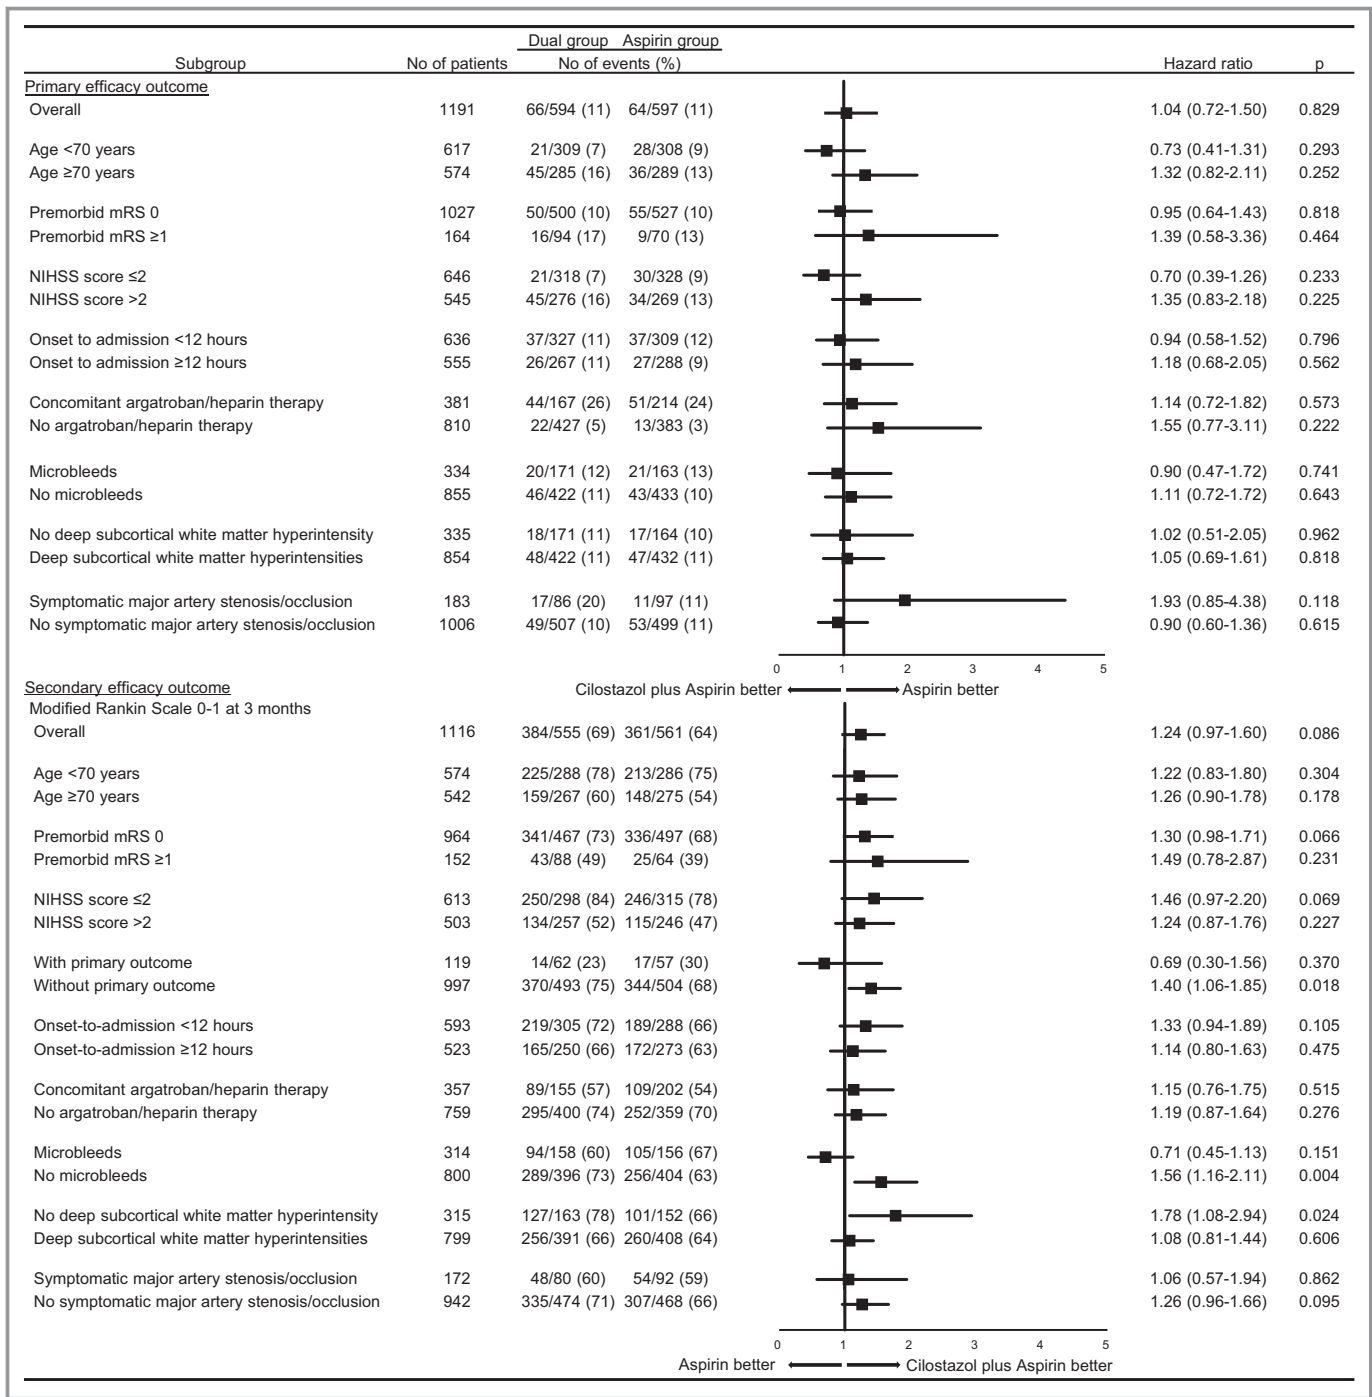 Dual group Aspirin group
Subgroup No of patients No of events (%) Hazard ratio p
Primary efficacy outcome
Overall 1191 66/594 (11) 64/597 (11) 1.04 (0.72-1.50) 0.829
Age <70 years 617 21/309 (7) 28/308 (9) 0.73 (0.41-1.31) 0.293
Age ≥70 years 574 45/285 (16) 36/289 (13) 1.32 (0.82-2.11) 0.252
Premorbid mRS 0 1027 50/500 (10) 55/527 (10) 0.95 (0.64-1.43) 0.818
Premorbid mRS ≥1 164 16/94 (17) 9/70 (13) 1.39 (0.58-3.36) 0.464
NIHSS score ≤2 646 21/318 (7) 30/328 (9) 0.70 (0.39-1.26) 0.233
NIHSS score >2 545 45/276 (16) 34/269 (13) 1.35 (0.83-2.18) 0.225
Onset to admission <12 hours 636 37/327 (11) 37/309 (12) 0.94 (0.58-1.52) 0.796
Onset to admission ≥12 hours 555 26/267 (11) 27/288 (9) 1.18 (0.68-2.05) 0.562
Concomitant argatroban/heparin therapy 381 44/167 (26) 51/214 (24) 1.14 (0.72-1.82) 0.573
No argatroban/heparin therapy 810 22/427 (5) 13/383 (3) 1.55 (0.77-3.11) 0.222
Microbleeds 334 20/171 (12) 21/163 (13) 0.90 (0.47-1.72) 0.741
No microbleeds 855 46/422 (11) 43/433 (10) 1.11 (0.72-1.72) 0.643
No deep subcortical white matter hyperintensity 335 18/171 (11) 17/164 (10) 1.02 (0.51-2.05) 0.962
Deep subcortical white matter hyperintensities 854 48/422 (11) 47/432 (11) 1.05 (0.69-1.61) 0.818
Symptomatic major artery stenosis/occlusion 183 17/86 (20) 11/97 (11) 1.93 (0.85-4.38) 0.118
No symptomatic major artery stenosis/occlusion 1006 49/507 (10) 53/499 (11) 0.90 (0.60-1.36) 0.615
0 1 2 3 4 5
Secondary efficacy outcome Cilostazol plus Aspirin better Aspirin better
Modified Rankin Scale 0-1 at 3 months
Overall 1116 384/555 (69) 361/561 (64) 1.24 (0.97-1.60) 0.086
Age <70 years 574 225/288 (78) 213/286 (75) 1.22 (0.83-1.80) 0.304
Age ≥70 years 542 159/267 (60) 148/275 (54) 1.26 (0.90-1.78) 0.178
Premorbid mRS 0 964 341/467 (73) 336/497 (68) 1.30 (0.98-1.71) 0.066
Premorbid mRS ≥1 152 43/88 (49) 25/64 (39) 1.49 (0.78-2.87) 0.231
NIHSS score ≤2 613 250/298 (84) 246/315 (78) 1.46 (0.97-2.20) 0.069
NIHSS score >2 503 134/257 (52) 115/246 (47) 1.24 (0.87-1.76) 0.227
With primary outcome 119 14/62 (23) 17/57 (30) 0.69 (0.30-1.56) 0.370
Without primary outcome 997 370/493 (75) 344/504 (68) 1.40 (1.06-1.85) 0.018
Onset-to-admission <12 hours 593 219/305 (72) 189/288 (66) 1.33 (0.94-1.89) 0.105
Onset-to-admission ≥12 hours 523 165/250 (66) 172/273 (63) 1.14 (0.80-1.63) 0.475
Concomitant argatroban/heparin therapy 357 89/155 (57) 109/202 (54) 1.15 (0.76-1.75) 0.515
No argatroban/heparin therapy 759 295/400 (74) 252/359 (70) 1.19 (0.87-1.64) 0.276
Microbleeds 314 94/158 (60) 105/156 (67) 0.71 (0.45-1.13) 0.151
No microbleeds 800 289/396 (73) 256/404 (63) 1.56 (1.16-2.11) 0.004
No deep subcortical white matter hyperintensity 315 127/163 (78) 101/152 (66) 1.78 (1.08-2.94) 0.024
Deep subcortical white matter hyperintensities 799 256/391 (66) 260/408 (64) 1.08 (0.81-1.44) 0.606
Symptomatic major artery stenosis/occlusion 172 48/80 (60) 54/92 (59) 1.06 (0.57-1.94) 0.862
No symptomatic major artery stenosis/occlusion 942 335/474 (71) 307/468 (66) 1.26 (0.96-1.66) 0.095
0 1 2 3 4 5
Aspirin better Cilostazol plus Aspirin better